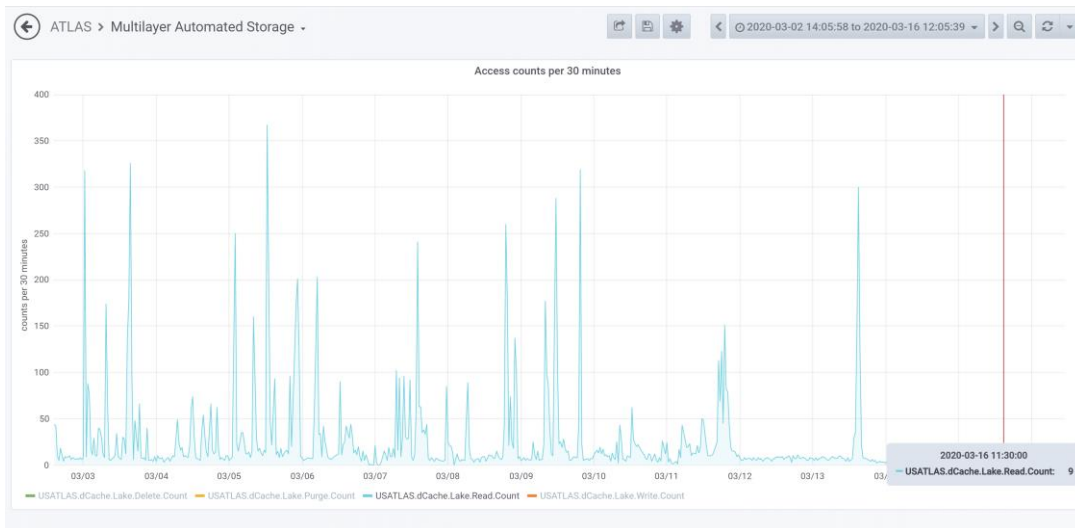 ATLAS > Multilayer Automated Storage
2020-03-02 14:05:58 to 2020-03-16 12:05:39
Access counts per 30 minutes
counts per 30 minutes
400
350
300
250
200
150
100
50
0
03/03 03/04 03/05 03/06 03/07 03/08 03/09 03/10 03/11 03/12 03/13
2020-03-16 11:30:00
USATLAS.dCache.Lake.Read.Count: 9
USATLAS.dCache.Lake.Delete.Count USATLAS.dCache.Lake.Purge.Count USATLAS.dCache.Lake.Read.Count USATLAS.dCache.Lake.Write.Count